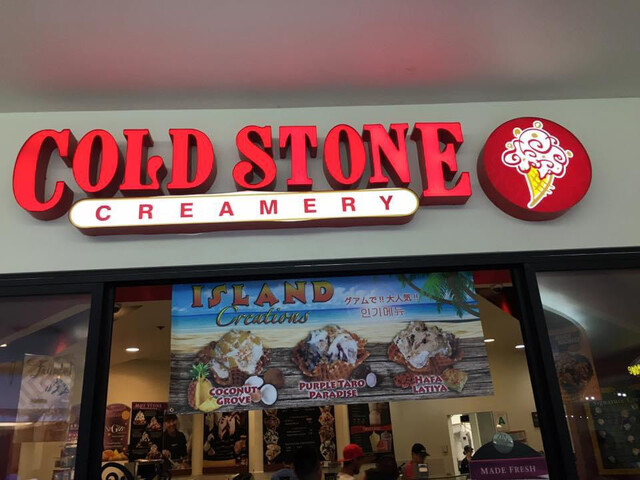 COLD STONE
CREAMERY
ISLAND
Creations
グアムで!!大人気!!
인기메뉴
COCONUT
GROVE
PURPLE TARO
PARADISE
HAFA
LATIYA
MADE FRESH